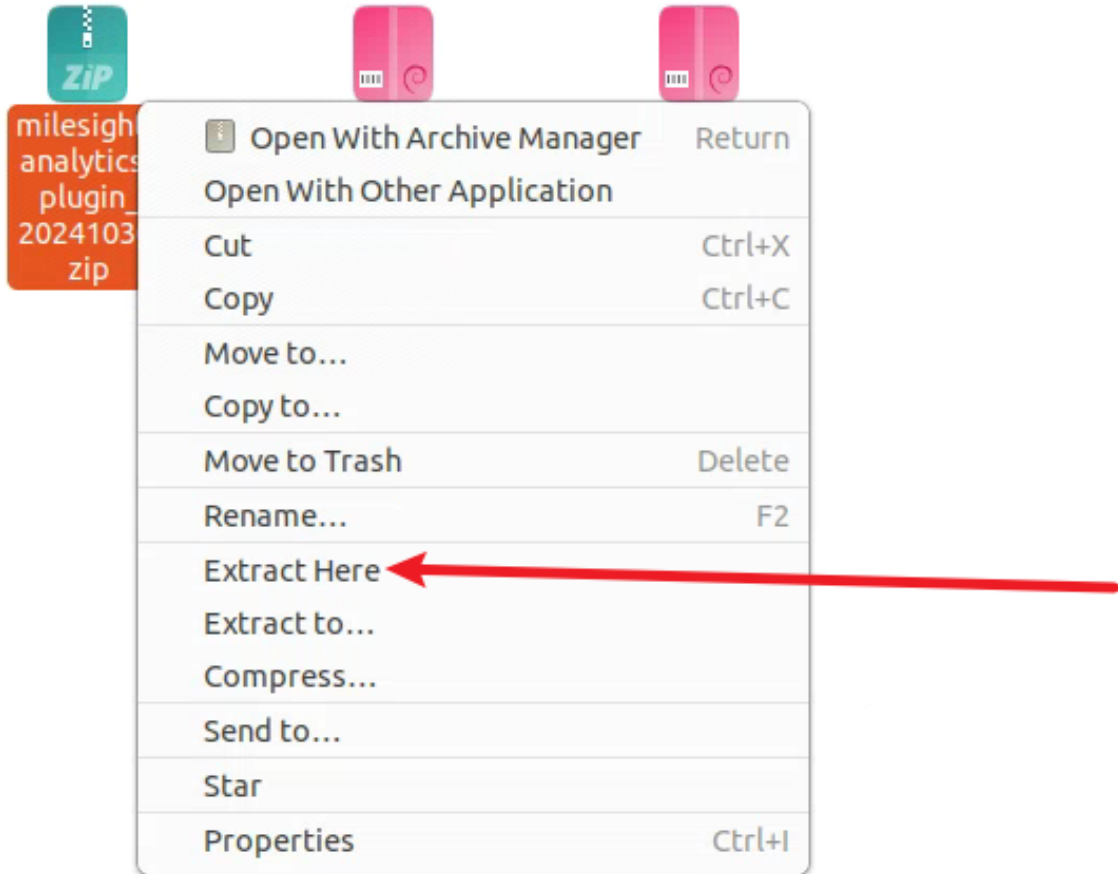 ZiP
milesigh
analytics
plugin_
2024103
zip
Open With Archive Manager Return
Open With Other Application
Cut Ctrl+X
Copy Ctrl+C
Move to…
Copy to…
Move to Trash Delete
Rename… F2
Extract Here
Extract to…
Compress…
Send to…
Star
Properties Ctrl+I